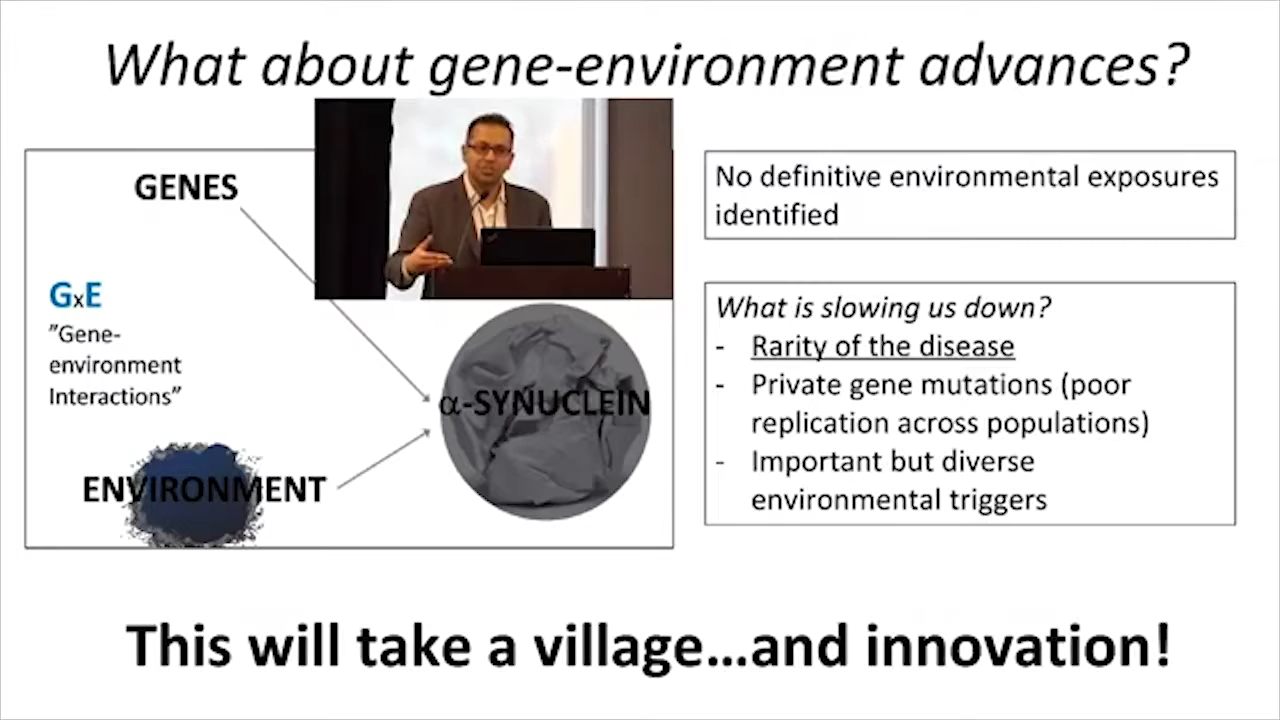 What about gene-environment advances?
GENES
GxE
”Gene-
environment
Interactions”
ENVIRONMENT
α-SYNUCLEIN
No definitive environmental exposures
identified
What is slowing us down?
- Rarity of the disease
- Private gene mutations (poor
replication across populations)
- Important but diverse
environmental triggers
This will take a village...and innovation!